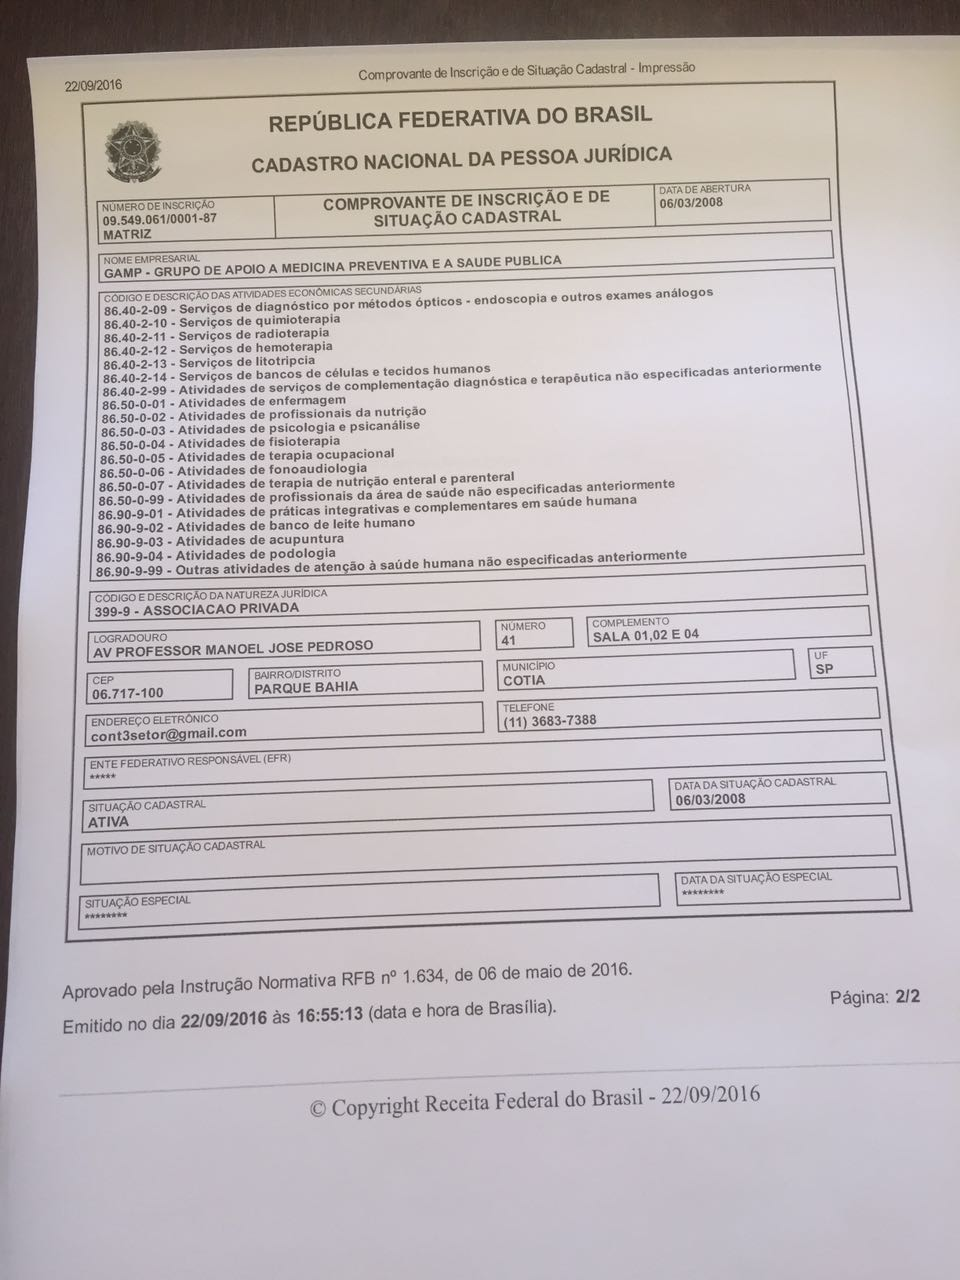 22/09/2016
Comprovante de Inscrição e de Situação Cadastral - Impressão
REPÚBLICA FEDERATIVA DO BRASIL
CADASTRO NACIONAL DA PESSOA JURÍDICA
NÚMERO DE INSCRIÇÃO
09.549.061/0001-87
MATRIZ
COMPROVANTE DE INSCRIÇÃO E DE
SITUAÇÃO CADASTRAL
DATA DE ABERTURA
06/03/2008
NOME EMPRESARIAL
GAMP - GRUPO DE APOIO A MEDICINA PREVENTIVA E A SAUDE PUBLICA
CÓDIGO E DESCRIÇÃO DAS ATIVIDADES ECONÔMICAS SECUNDÁRIAS
86.40-2-09 - Serviços de diagnóstico por métodos ópticos - endoscopia e outros exames análogos
86.40-2-10 - Serviços de quimioterapia
86.40-2-11 - Serviços de radioterapia
86.40-2-12 - Serviços de hemoterapia
86.40-2-13 - Serviços de litotripcia
86.40-2-14 - Serviços de bancos de células e tecidos humanos
86.40-2-99 - Atividades de serviços de complementação diagnóstica e terapêutica não especificadas anteriormente
86.50-0-01 - Atividades de enfermagem
86.50-0-02 - Atividades de profissionais da nutrição
86.50-0-03 - Atividades de psicologia e psicanálise
86.50-0-04 - Atividades de fisioterapia
86.50-0-05 - Atividades de terapia ocupacional
86.50-0-06 - Atividades de fonoaudiologia
86.50-0-07 - Atividades de terapia de nutrição enteral e parenteral
86.50-0-99 - Atividades de profissionais da área de saúde não especificadas anteriormente
86.90-9-01 - Atividades de práticas integrativas e complementares em saúde humana
86.90-9-02 - Atividades de banco de leite humano
86.90-9-03 - Atividades de acupuntura
86.90-9-04 - Atividades de podologia
86.90-9-99 - Outras atividades de atenção à saúde humana não especificadas anteriormente
CÓDIGO E DESCRIÇÃO DA NATUREZA JURÍDICA
399-9 - ASSOCIACAO PRIVADA
LOGRADOURO
AV PROFESSOR MANOEL JOSE PEDROSO
NÚMERO
41
COMPLEMENTO
SALA 01,02 E 04
CEP
06.717-100
BAIRRO/DISTRITO
PARQUE BAHIA
MUNICÍPIO
COTIA
UF
SP
ENDEREÇO ELETRÔNICO
cont3setor@gmail.com
TELEFONE
(11) 3683-7388
ENTE FEDERATIVO RESPONSÁVEL (EFR)
*****
SITUAÇÃO CADASTRAL
ATIVA
DATA DA SITUAÇÃO CADASTRAL
06/03/2008
MOTIVO DE SITUAÇÃO CADASTRAL
SITUAÇÃO ESPECIAL
********
DATA DA SITUAÇÃO ESPECIAL
********
Aprovado pela Instrução Normativa RFB nº 1.634, de 06 de maio de 2016.
Emitido no dia 22/09/2016 às 16:55:13 (data e hora de Brasília).
Página: 2/2
© Copyright Receita Federal do Brasil - 22/09/2016